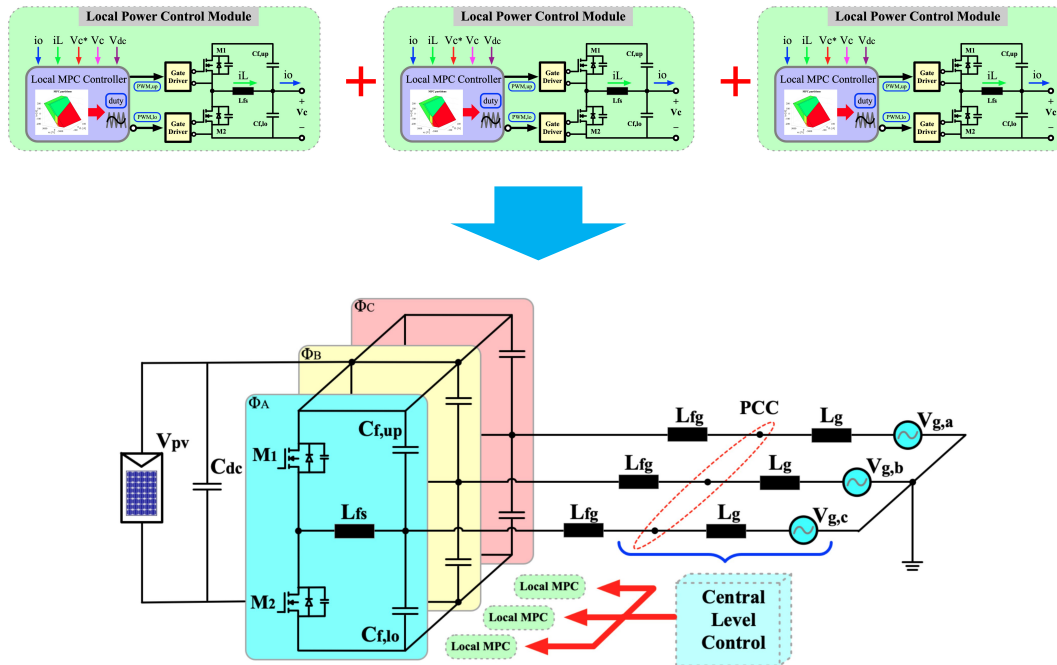 Local Power Control Module
io iL Vc* Vc Vdc
Local MPC Controller
duty
PWM,up
PWM,lo
Gate
Driver
Gate
Driver
M1
M2
iL
Lfs
io
Cf,up
Cf,lo
+
Vc
−
+
Local Power Control Module
io iL Vc* Vc Vdc
Local MPC Controller
duty
PWM,up
PWM,lo
Gate
Driver
Gate
Driver
M1
M2
iL
Lfs
io
Cf,up
Cf,lo
+
Vc
−
+
Local Power Control Module
io iL Vc* Vc Vdc
Local MPC Controller
duty
PWM,up
PWM,lo
Gate
Driver
Gate
Driver
M1
M2
iL
Lfs
io
Cf,up
Cf,lo
+
Vc
−
ΦC
ΦB
ΦA
Vpv
Cdc
M1
M2
Lfs
Cf,up
Cf,lo
Lfg
PCC
Lg
Vg,a
Lfg
Lg
Vg,b
Lfg
Lg
Vg,c
Local MPC
Local MPC
Local MPC
Central
Level
Control